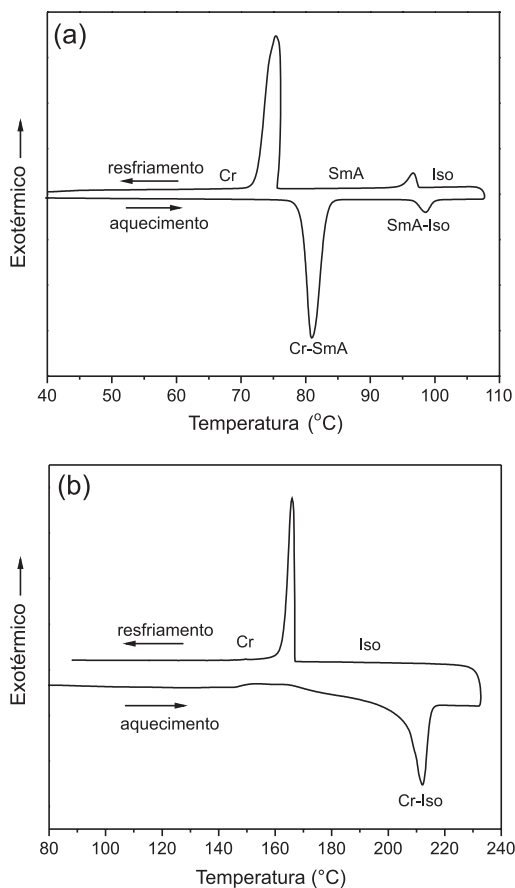 (a)
Exotérmico
resfriamento
Cr
SmA
Iso
aquecimento
SmA-Iso
Cr-SmA
40 50 60 70 80 90 100 110
Temperatura (°C)
(b)
Exotérmico
resfriamento
Cr
Iso
aquecimento
Cr-Iso
80 100 120 140 160 180 200 220 240
Temperatura (°C)